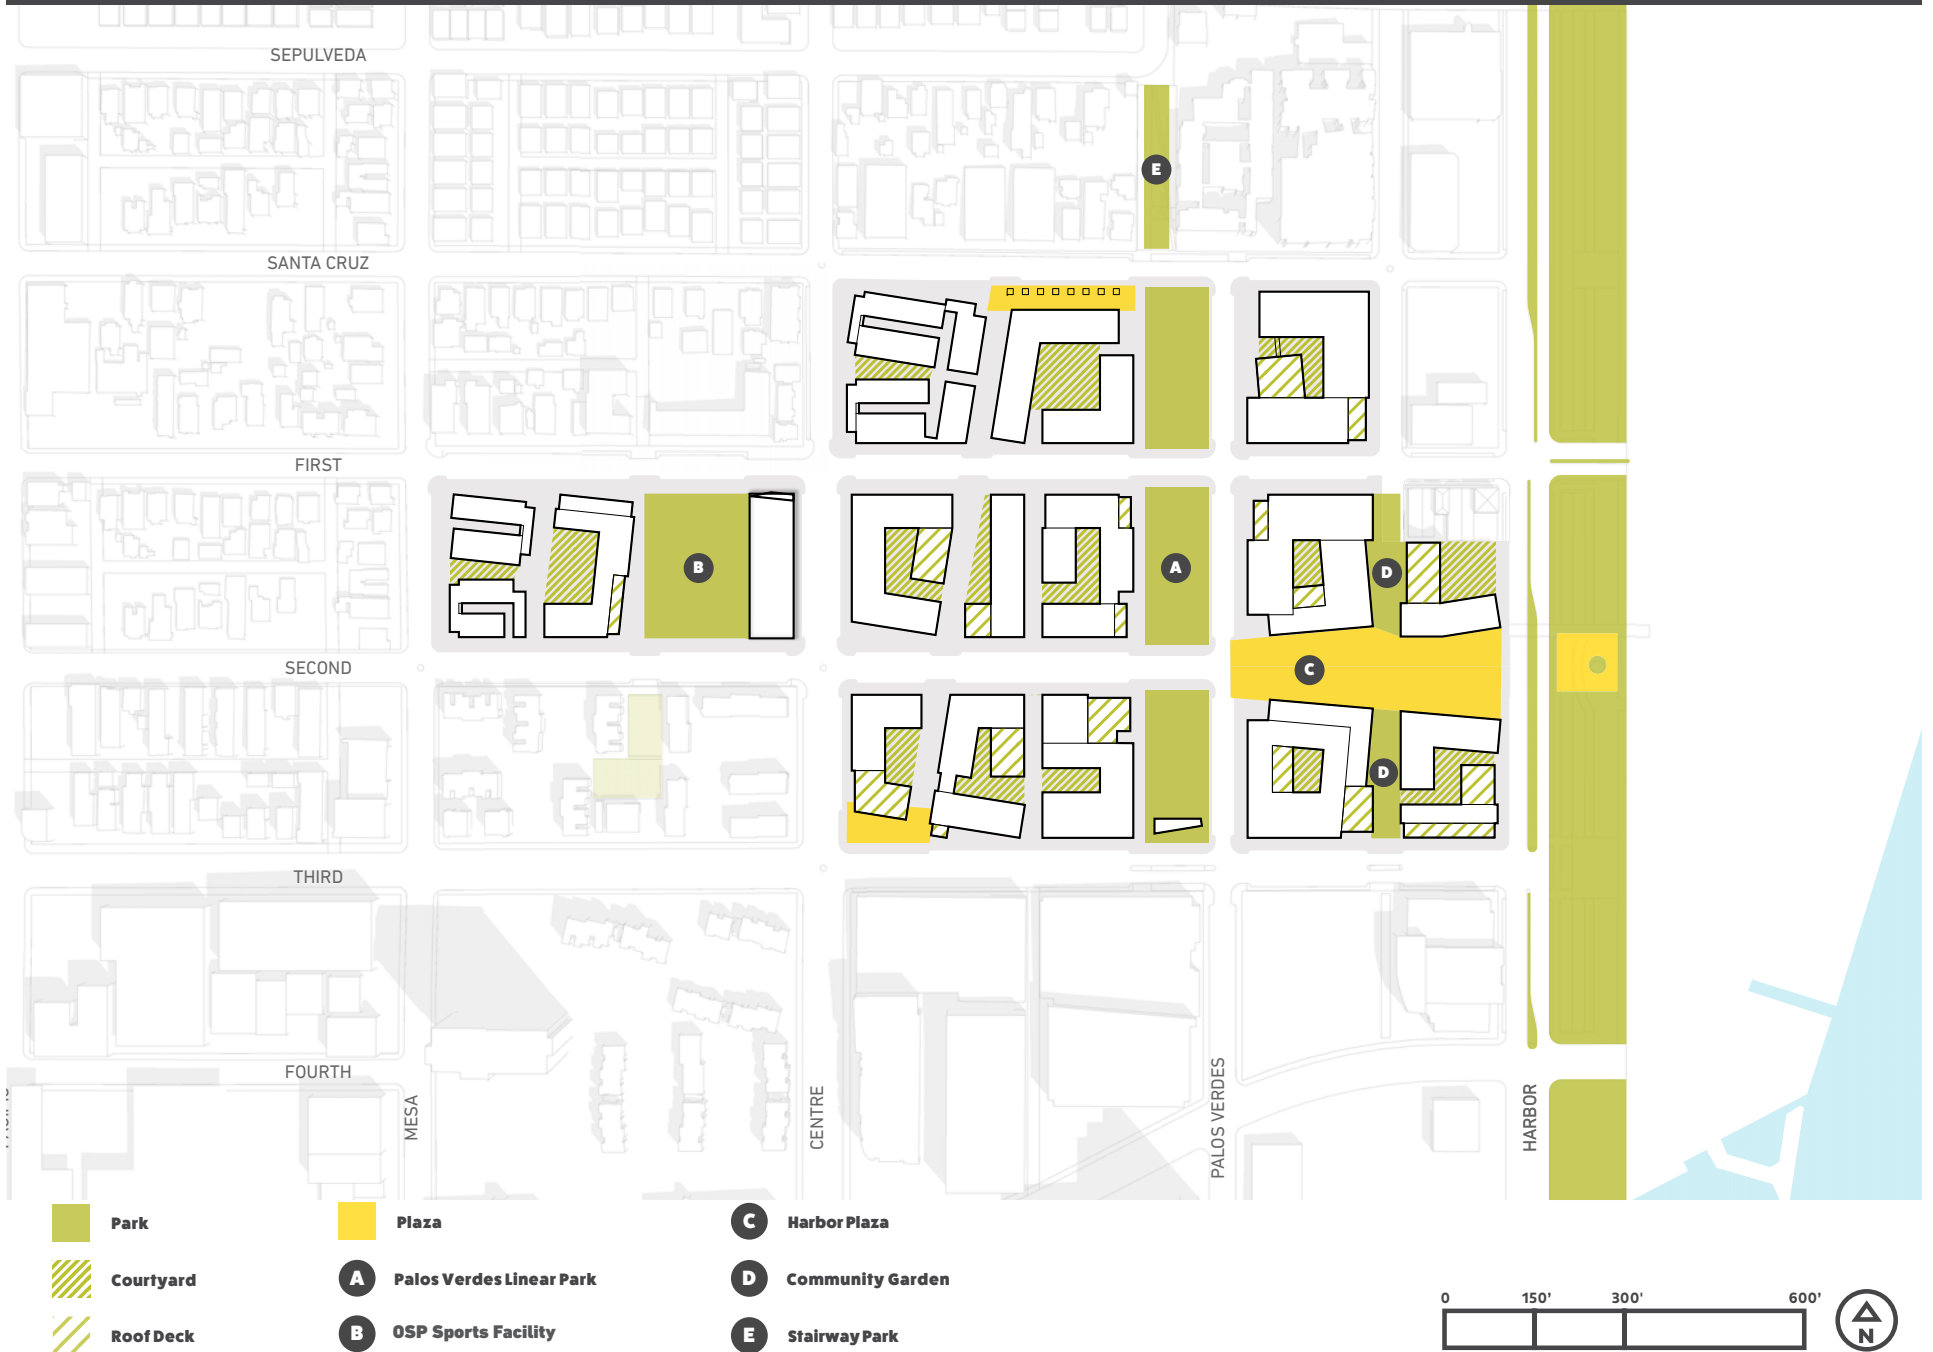 SEPULVEDA
E
SANTA CRUZ
FIRST
B
A
D
SECOND
C
D
THIRD
FOURTH
MESA
CENTRE
PALOS VERDES
HARBOR
Park
Plaza
C Harbor Plaza
Courtyard
A Palos Verdes Linear Park
D Community Garden
Roof Deck
B OSP Sports Facility
E Stairway Park
0 150' 300' 600'
N